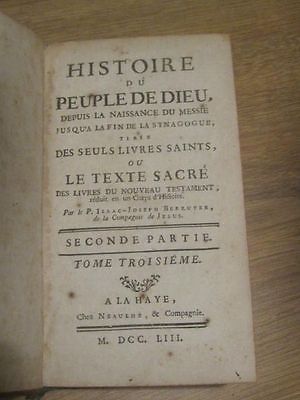 HISTOIRE
DU
PEUPLE DE DIEU,
DEPUIS LA NAISSANCE DU MESSIE
JUSQU'A LA FIN DE LA SYNAGOGUE,
TIRÉE
DES SEULS LIVRES SAINTS,
OU
LE TEXTE SACRÉ
DES LIVRES DU NOUVEAU TESTAMENT,
réduit en un Corps d'Histoire.
Par le P. ISAAC-JOSEPH BERRUYER,
de la Compagnie de JESUS.
SECONDE PARTIE.
TOME TROISIÉME.
A LA HAYE,
Chez NEAULME, & Compagnie.
M. DCC. LIII.